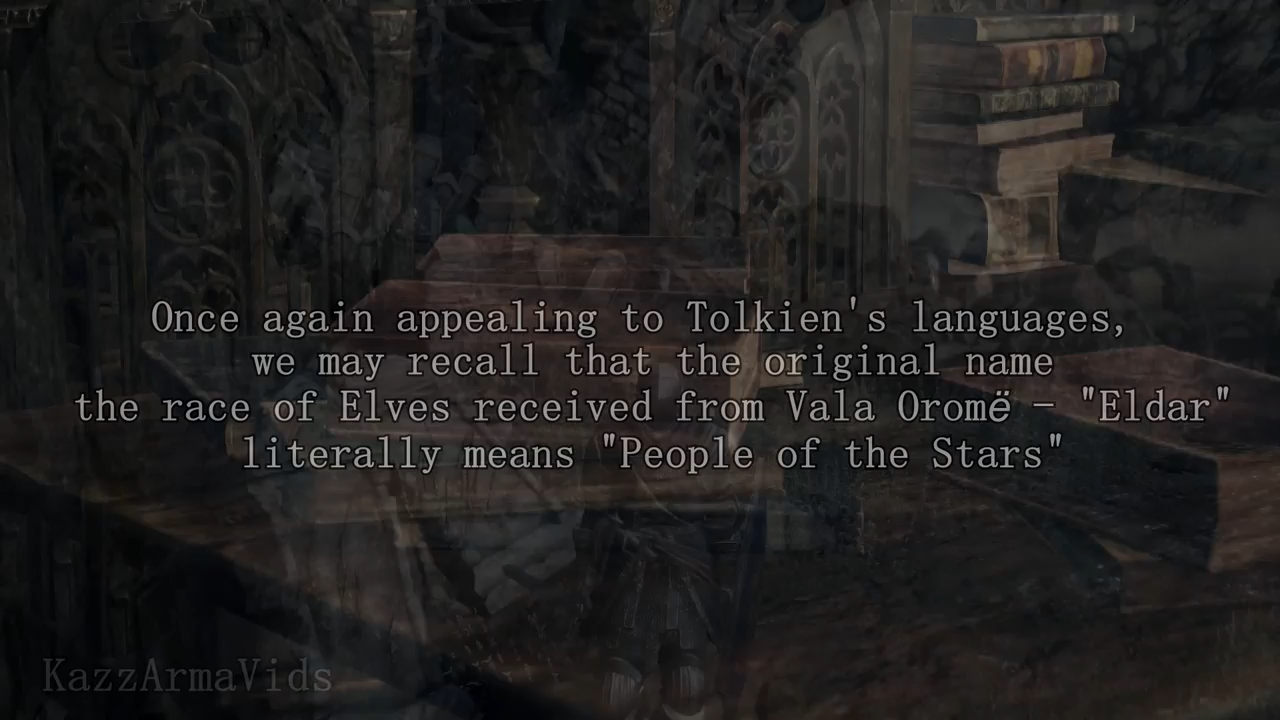 Once again appealing to Tolkien's languages,
we may recall that the original name
the race of Elves received from Vala Oromë — "Eldar"
literally means "People of the Stars"
KazzArmaVids